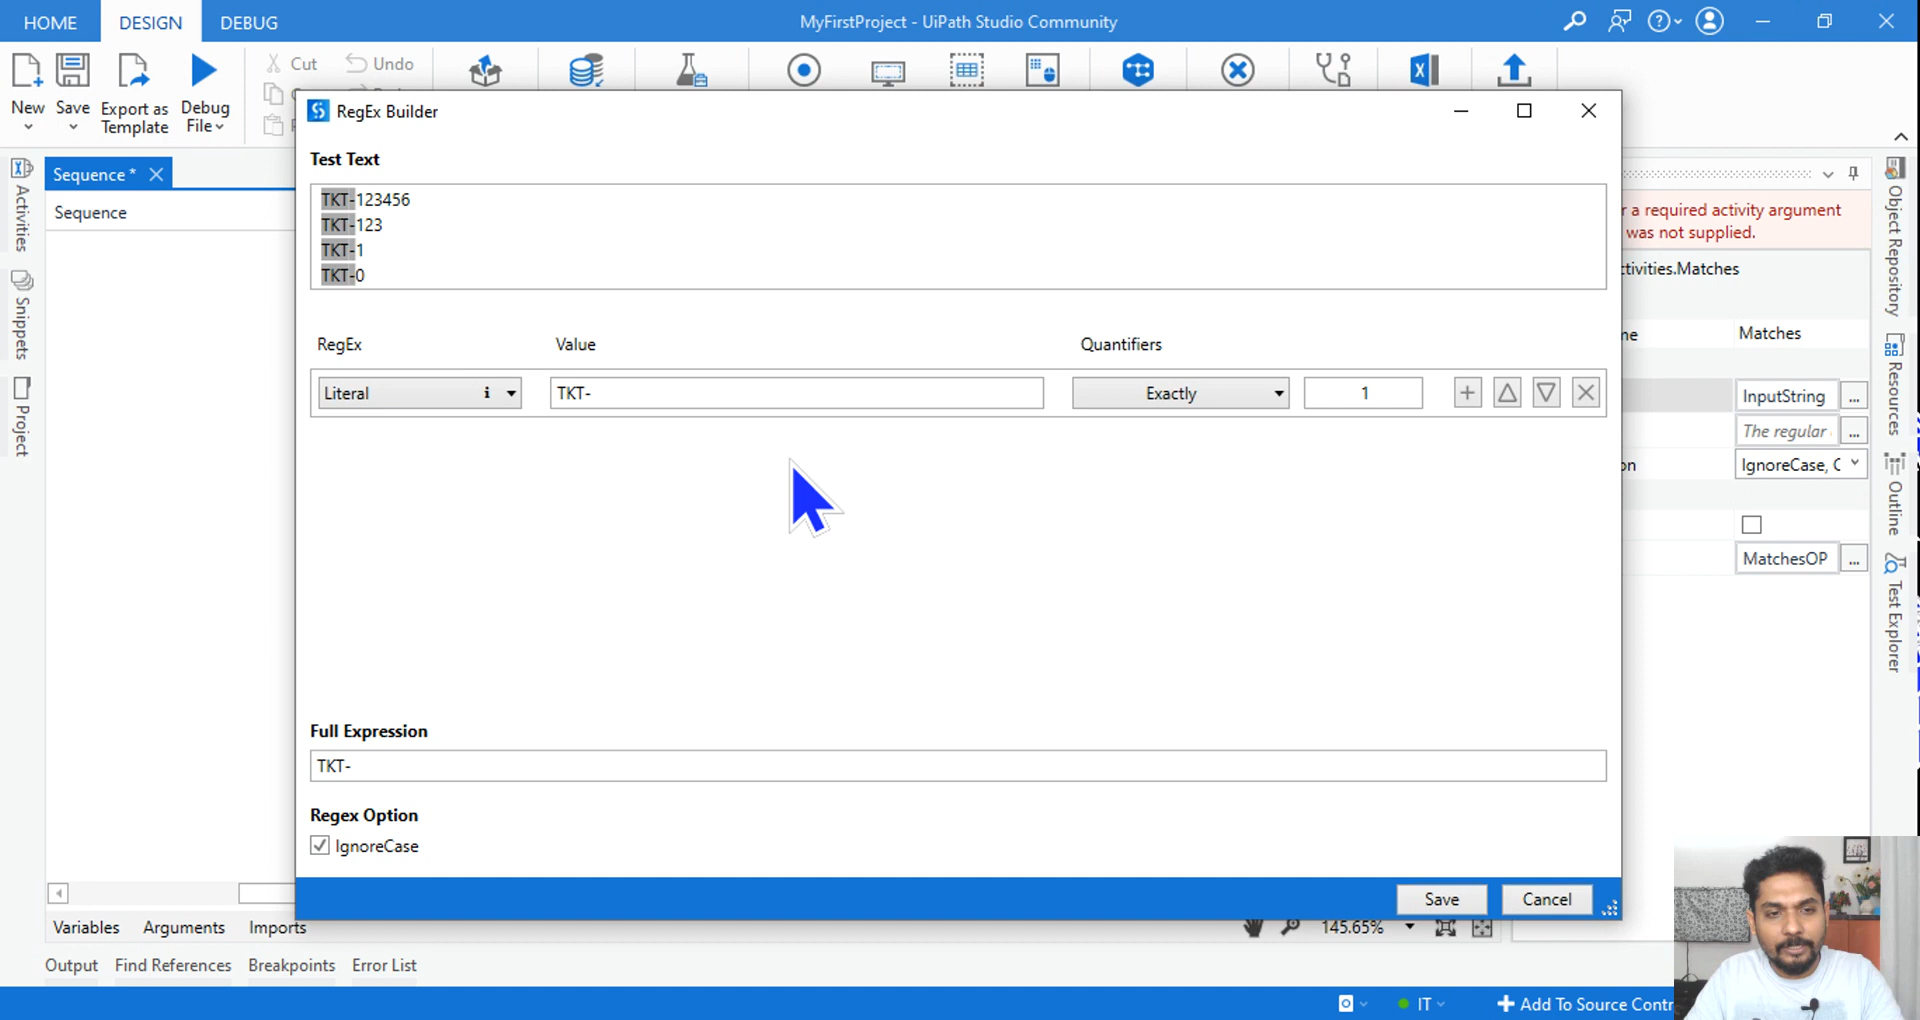 HOME DESIGN DEBUG MyFirstProject - UiPath Studio Community
New Save Export as Template Debug File
Cut Undo
RegEx Builder
Test Text
TKT-123456
TKT-123
TKT-1
TKT-0
RegEx Value Quantifiers
Literal i TKT- Exactly 1
Full Expression
TKT-
Regex Option
IgnoreCase
Save Cancel
Sequence *
Sequence
Activities
Snippets
Project
r a required activity argument
was not supplied.
ctivities.Matches
ne Matches
InputString ...
The regular ...
on IgnoreCase, C
MatchesOP ...
Object Repository
Resources
Outline
Test Explorer
Variables Arguments Imports 145.65%
Output Find References Breakpoints Error List
IT Add To Source Contr